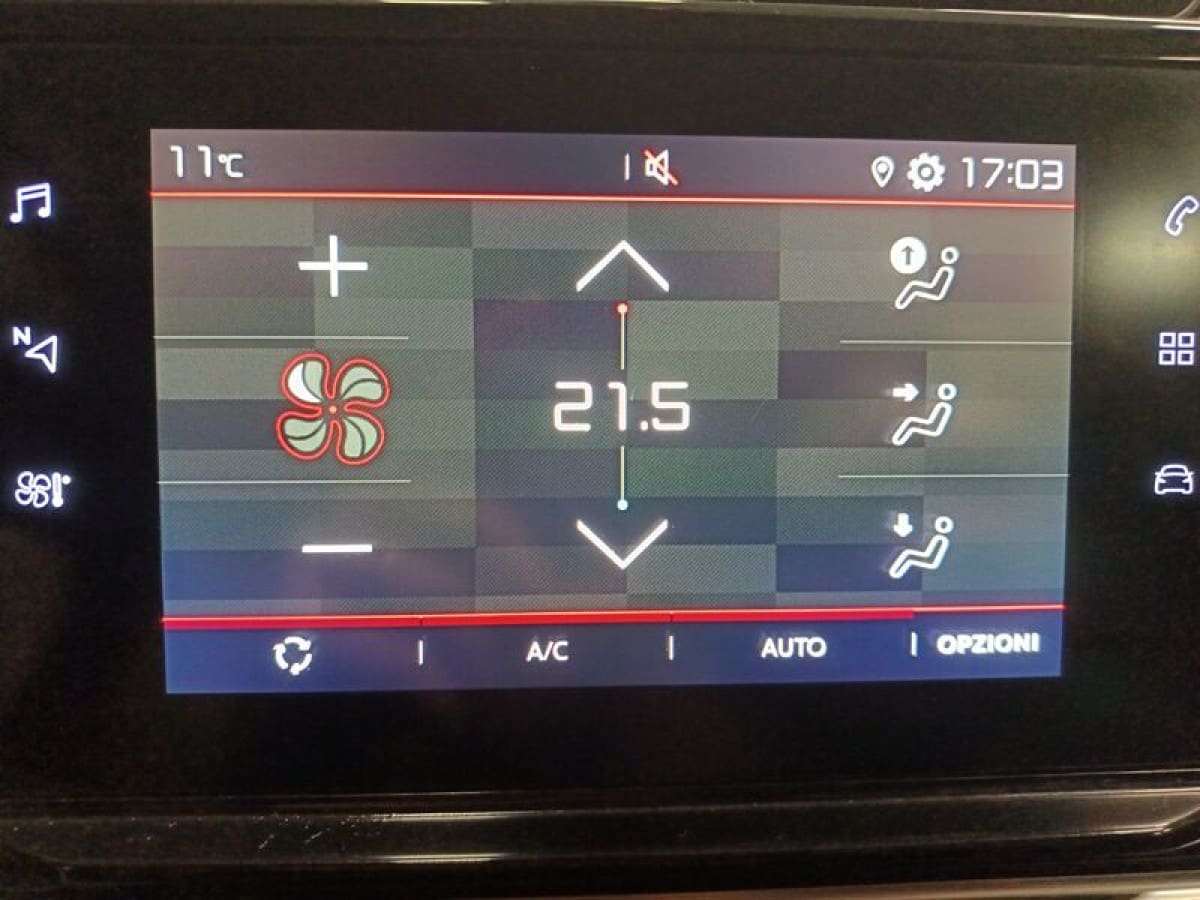 11°C
17:03
N
21.5
A/C
AUTO
OPZIONI